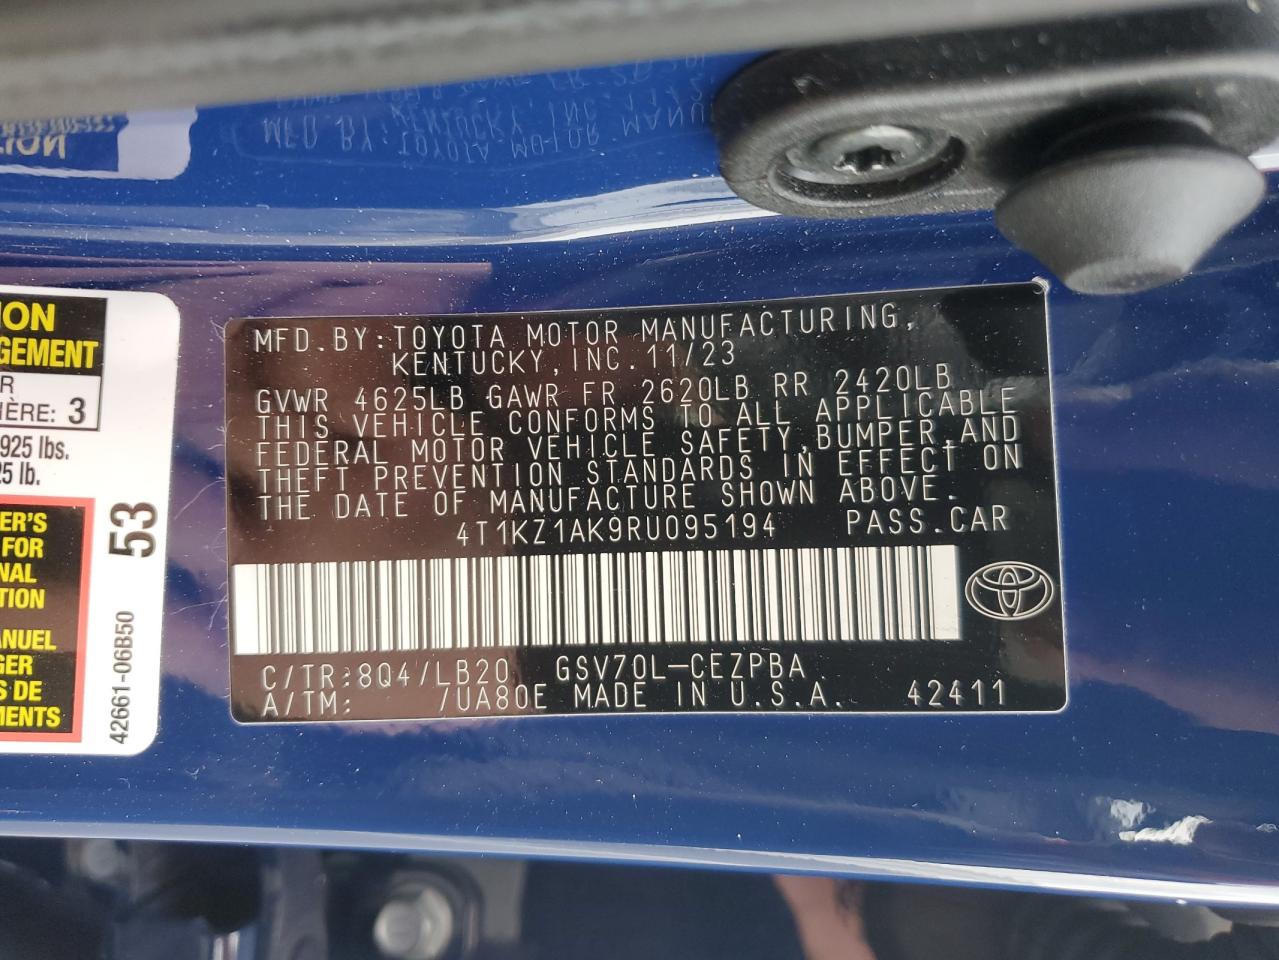 MFD. BY: TOYOTA MOTOR MANUFACTURING,
KENTUCKY, INC. 11/23
GVWR 4625LB GAWR FR 2620LB RR 2420LB
THIS VEHICLE CONFORMS TO ALL APPLICABLE
FEDERAL MOTOR VEHICLE SAFETY, BUMPER, AND
THEFT PREVENTION STANDARDS IN EFFECT ON
THE DATE OF MANUFACTURE SHOWN ABOVE.
4T1KZ1AK9RU095194 PASS. CAR
C/TR: 8Q4/LB20 GSV70L-CEZPBA
A/TM: /UA80E MADE IN U.S.A. 42411
ION
GEMENT
R
IÈRE: 3
925 lbs.
5 lb.
ER'S
FOR
NAL
TION
ANUEL
GER
S DE
MENTS
53
42661-06B50